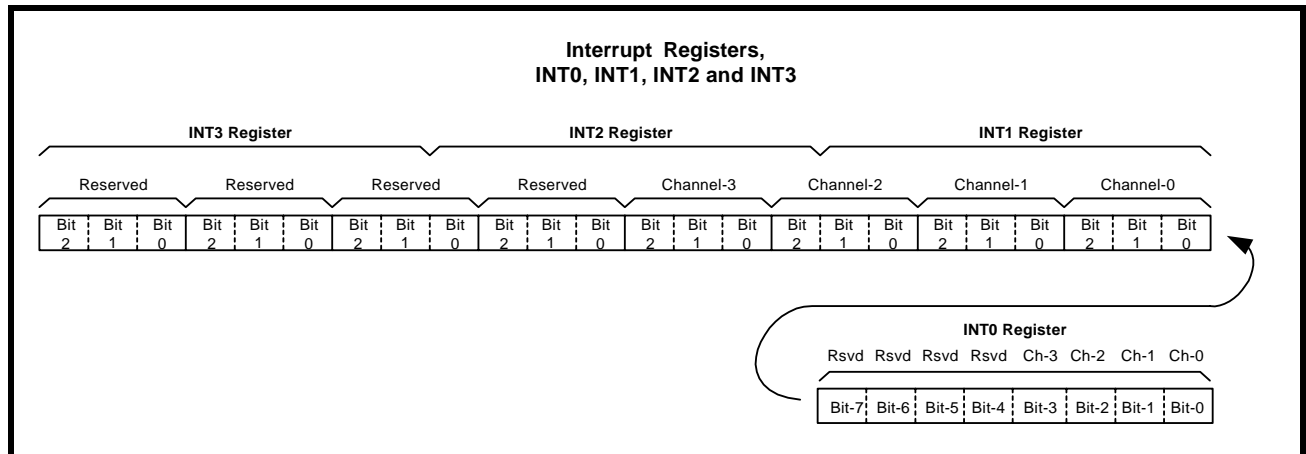 Interrupt Registers,
INT0, INT1, INT2 and INT3
INT3 Register INT2 Register INT1 Register
Reserved Reserved Reserved Reserved Channel-3 Channel-2 Channel-1 Channel-0
Bit Bit Bit Bit Bit Bit Bit Bit Bit Bit Bit Bit Bit Bit Bit Bit Bit Bit Bit Bit Bit Bit Bit Bit
2 1 0 2 1 0 2 1 0 2 1 0 2 1 0 2 1 0 2 1 0 2 1 0
INT0 Register
Rsvd Rsvd Rsvd Rsvd Ch-3 Ch-2 Ch-1 Ch-0
Bit-7 Bit-6 Bit-5 Bit-4 Bit-3 Bit-2 Bit-1 Bit-0